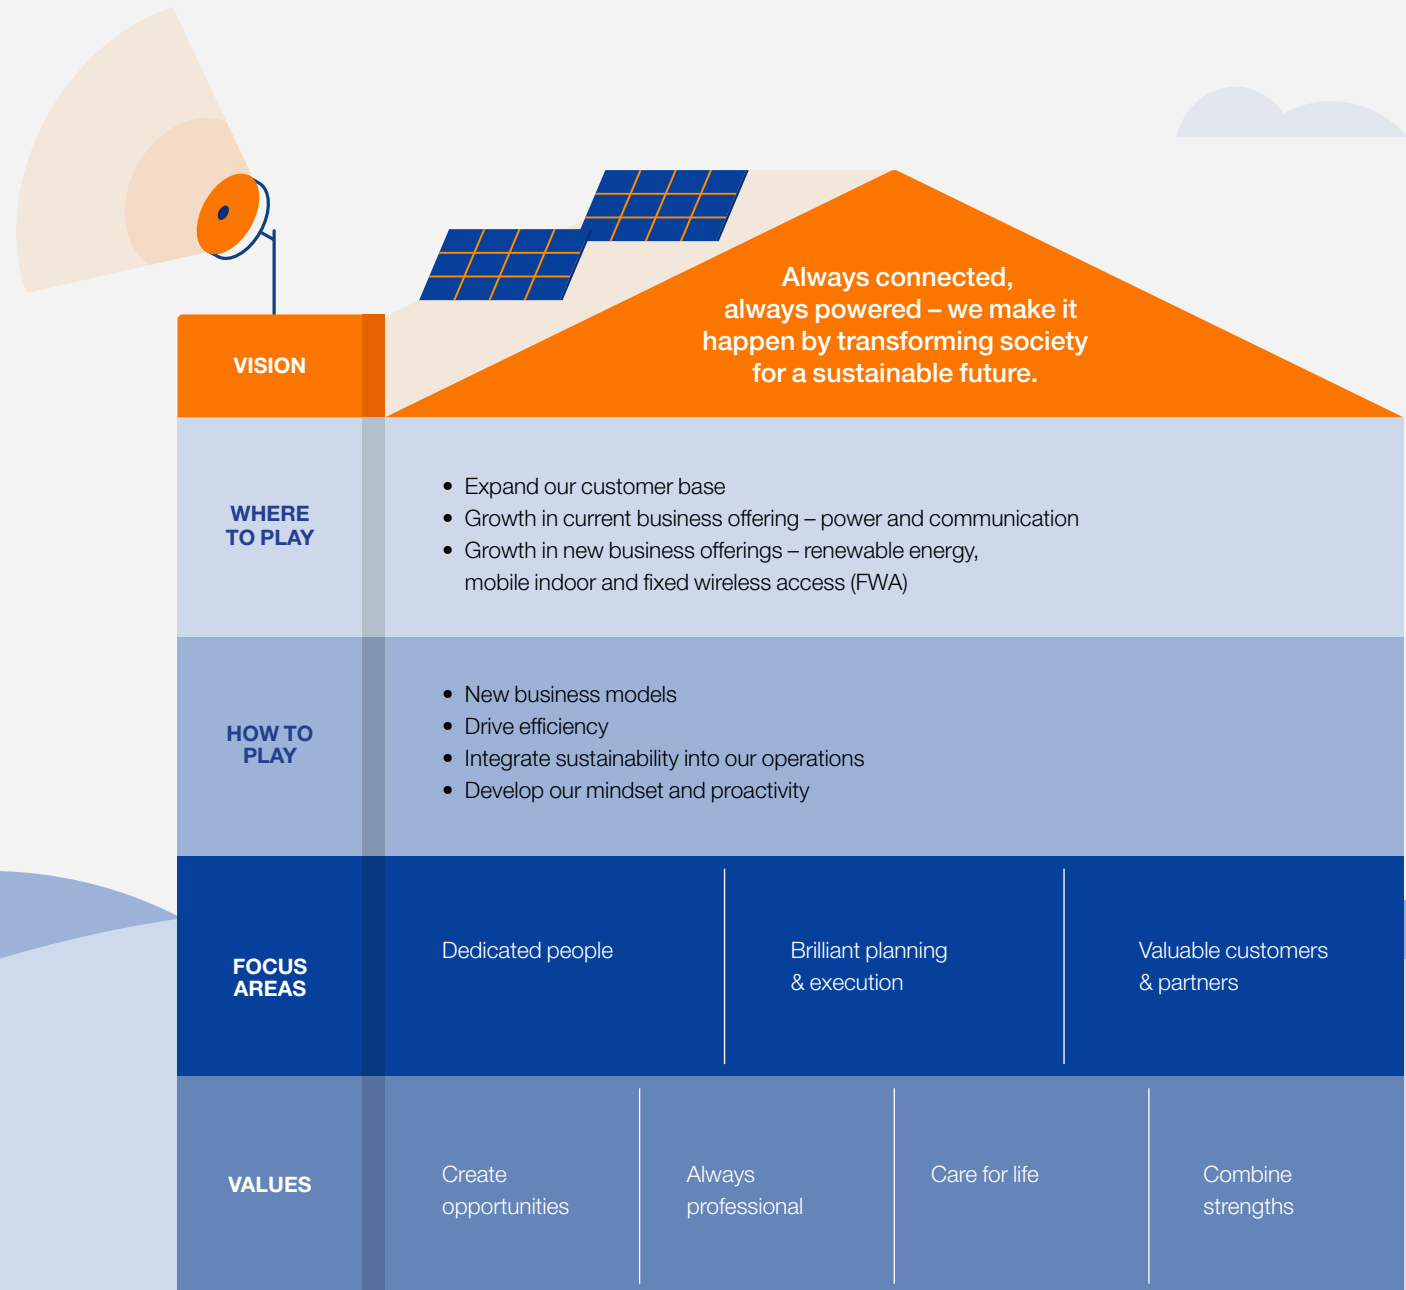 VISION
Always connected,
always powered – we make it
happen by transforming society
for a sustainable future.
WHERE
TO PLAY
• Expand our customer base
• Growth in current business offering – power and communication
• Growth in new business offerings – renewable energy,
mobile indoor and fixed wireless access (FWA)
HOW TO
PLAY
• New business models
• Drive efficiency
• Integrate sustainability into our operations
• Develop our mindset and proactivity
FOCUS
AREAS
Dedicated people
Brilliant planning
& execution
Valuable customers
& partners
VALUES
Create
opportunities
Always
professional
Care for life
Combine
strengths